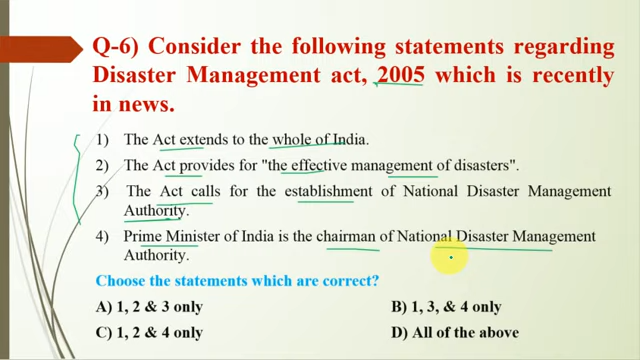 Q-6) Consider the following statements regarding
Disaster Management act, 2005 which is recently
in news.
1) The Act extends to the whole of India.
2) The Act provides for "the effective management of disasters".
3) The Act calls for the establishment of National Disaster Management
Authority.
4) Prime Minister of India is the chairman of National Disaster Management
Authority.
Choose the statements which are correct?
A) 1, 2 & 3 only
B) 1, 3, & 4 only
C) 1, 2 & 4 only
D) All of the above